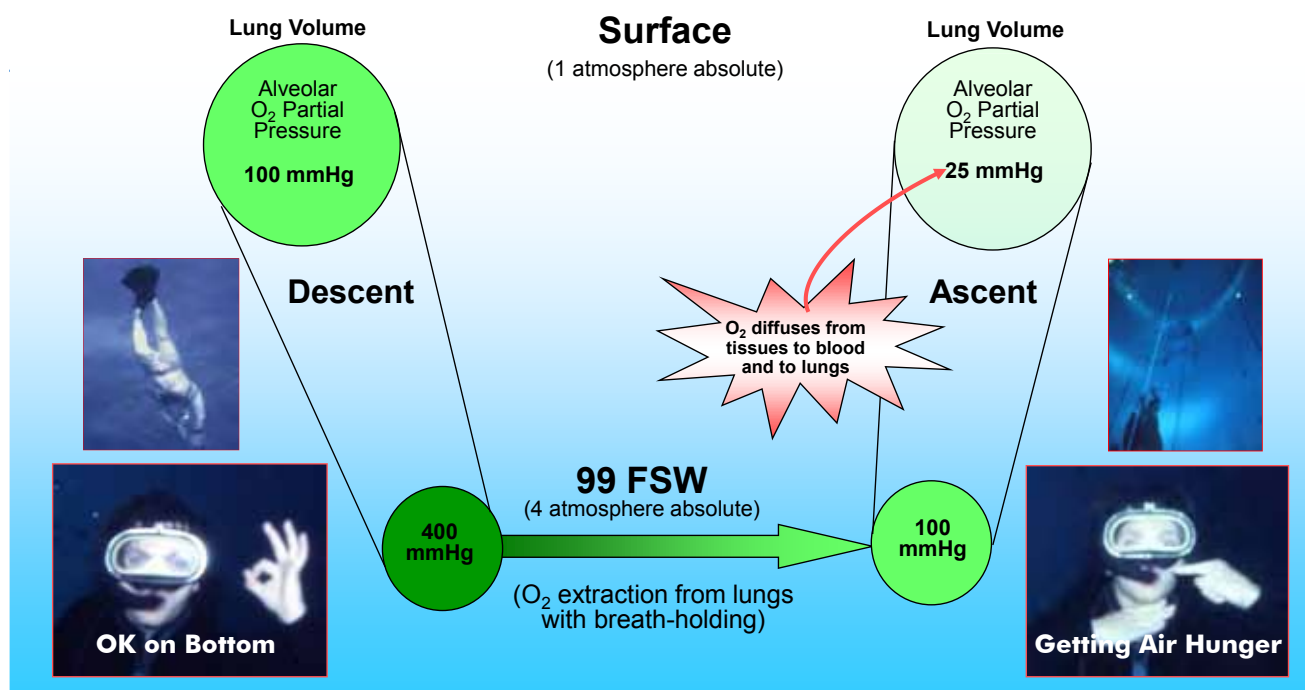 Lung Volume
Surface
(1 atmosphere absolute)
Lung Volume
Alveolar
O₂ Partial
Pressure
100 mmHg
Alveolar
O₂ Partial
Pressure
25 mmHg
Descent
Ascent
O₂ diffuses from
tissues to blood
and to lungs
99 FSW
(4 atmosphere absolute)
400
mmHg
100
mmHg
(O₂ extraction from lungs
with breath-holding)
OK on Bottom
Getting Air Hunger